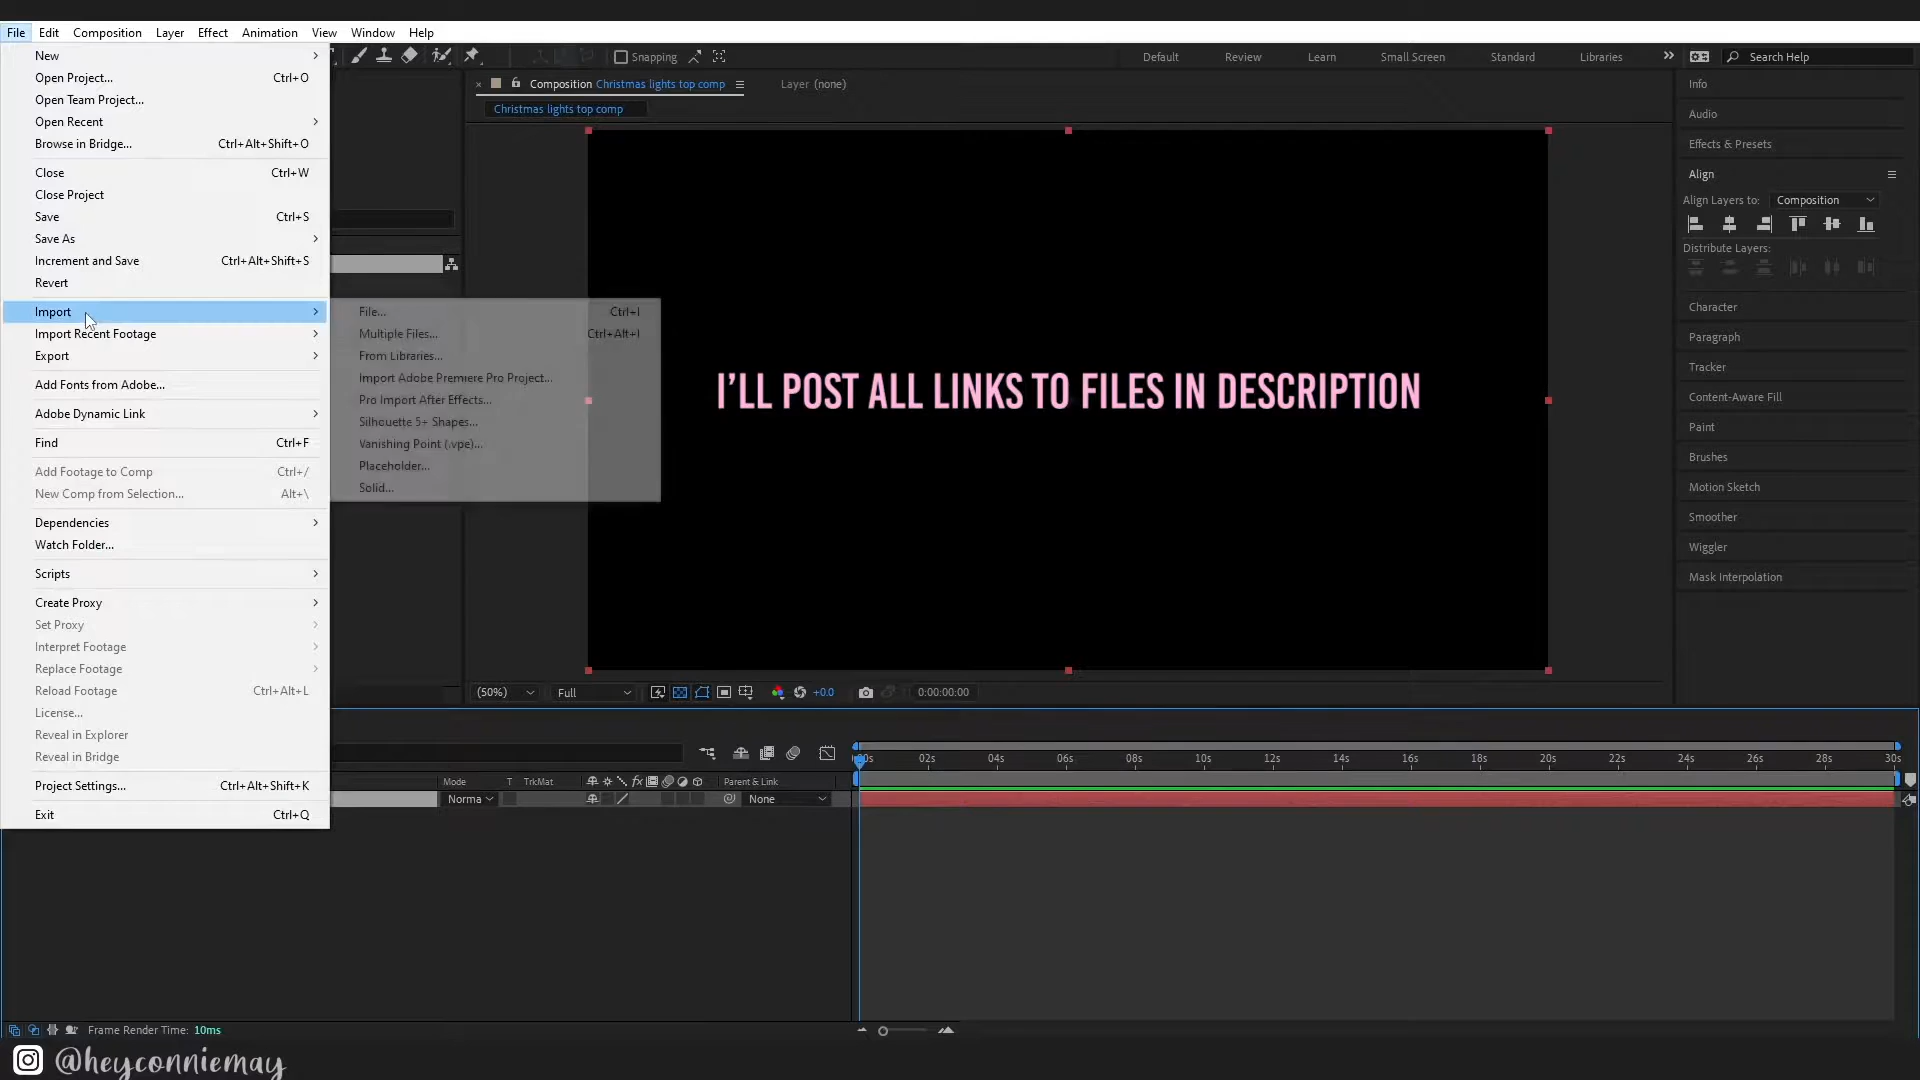 File Edit Composition Layer Effect Animation View Window Help
New
Open Project... Ctrl+O
Open Team Project...
Open Recent
Browse in Bridge... Ctrl+Alt+Shift+O
Close Ctrl+W
Close Project
Save Ctrl+S
Save As
Increment and Save Ctrl+Alt+Shift+S
Revert
Import
Import Recent Footage
Export
Add Fonts from Adobe...
Adobe Dynamic Link
Find Ctrl+F
Add Footage to Comp Ctrl+/
New Comp from Selection... Alt+\
Dependencies
Watch Folder...
Scripts
Create Proxy
Set Proxy
Interpret Footage
Replace Footage
Reload Footage Ctrl+Alt+L
License...
Reveal in Explorer
Reveal in Bridge
Project Settings... Ctrl+Alt+Shift+K
Exit Ctrl+Q
File... Ctrl+I
Multiple Files... Ctrl+Alt+I
From Libraries...
Import Adobe Premiere Pro Project...
Pro Import After Effects...
Silhouette 5+ Shapes...
Vanishing Point (.vpe)...
Placeholder...
Solid...
Snapping
Default Review Learn Small Screen Standard Libraries Search Help
Composition Christmas lights top comp Layer (none)
Christmas lights top comp
I'LL POST ALL LINKS TO FILES IN DESCRIPTION
(50%) Full +0.0 0:00:00:00
Info
Audio
Effects & Presets
Align
Align Layers to: Composition
Distribute Layers:
Character
Paragraph
Tracker
Content-Aware Fill
Paint
Brushes
Motion Sketch
Smoother
Wiggler
Mask Interpolation
02s 04s 06s 08s 10s 12s 14s 16s 18s 20s 22s 24s 26s 28s 30s
Mode T TrkMat fx Parent & Link
Norma None
Frame Render Time: 10ms
@heyconniemay